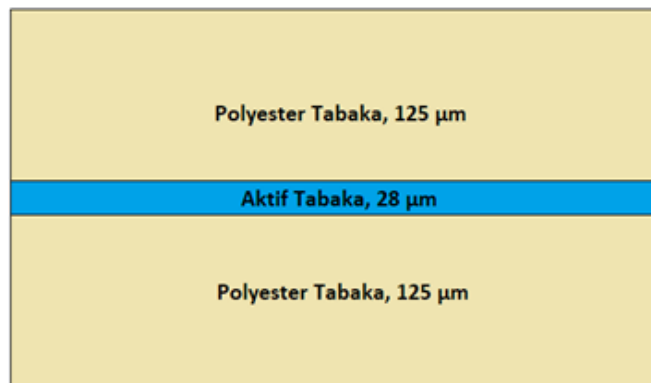 Polyester Tabaka, 125 µm
Aktif Tabaka, 28 µm
Polyester Tabaka, 125 µm